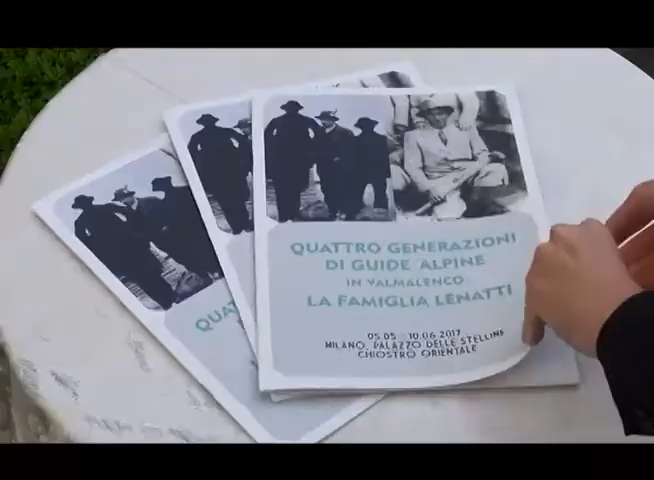 QUATTRO GENERAZIONI
DI GUIDE ALPINE
IN VALMALENCO
LA FAMIGLIA LENATTI
05.05 - 10.06 2017
MILANO, PALAZZO DELLE STELLINE
CHIOSTRO ORIENTALE
QUA
QUAT